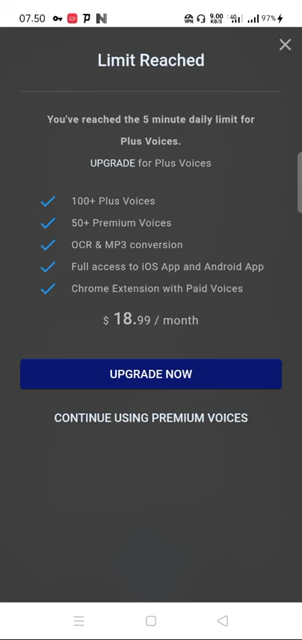 07.50 VPN 9.00 KB/S 4G 97%
Limit Reached
You've reached the 5 minute daily limit for
Plus Voices.
UPGRADE for Plus Voices
100+ Plus Voices
50+ Premium Voices
OCR & MP3 conversion
Full access to iOS App and Android App
Chrome Extension with Paid Voices
$ 18.99 / month
UPGRADE NOW
CONTINUE USING PREMIUM VOICES